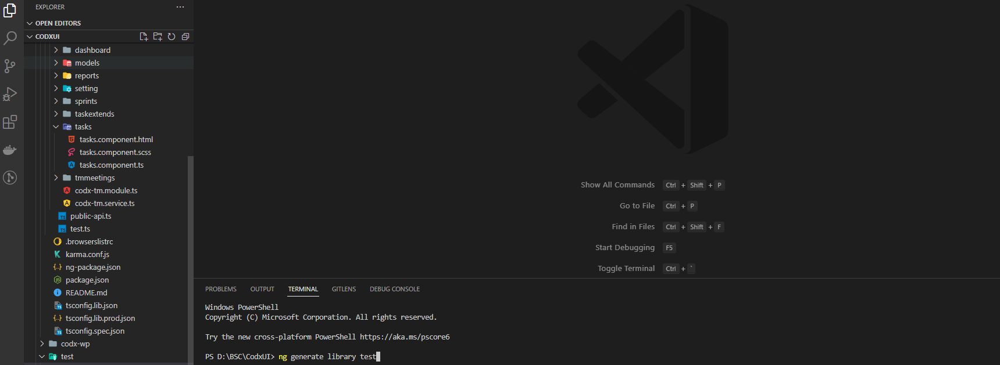 EXPLORER
OPEN EDITORS
CODXUI
dashboard
models
reports
setting
sprints
taskextends
tasks
tasks.component.html
tasks.component.scss
tasks.component.ts
tmmeetings
codx-tm.module.ts
codx-tm.service.ts
public-api.ts
test.ts
.browserslistrc
karma.conf.js
ng-package.json
package.json
README.md
tsconfig.lib.json
tsconfig.lib.prod.json
tsconfig.spec.json
codx-wp
test
Show All Commands Ctrl + Shift + P
Go to File Ctrl + P
Find in Files Ctrl + Shift + F
Start Debugging F5
Toggle Terminal Ctrl + `
PROBLEMS OUTPUT TERMINAL GITLENS DEBUG CONSOLE
Windows PowerShell
Copyright (C) Microsoft Corporation. All rights reserved.
Try the new cross-platform PowerShell https://aka.ms/pscore6
PS D:\BSC\CodxUI> ng generate library test